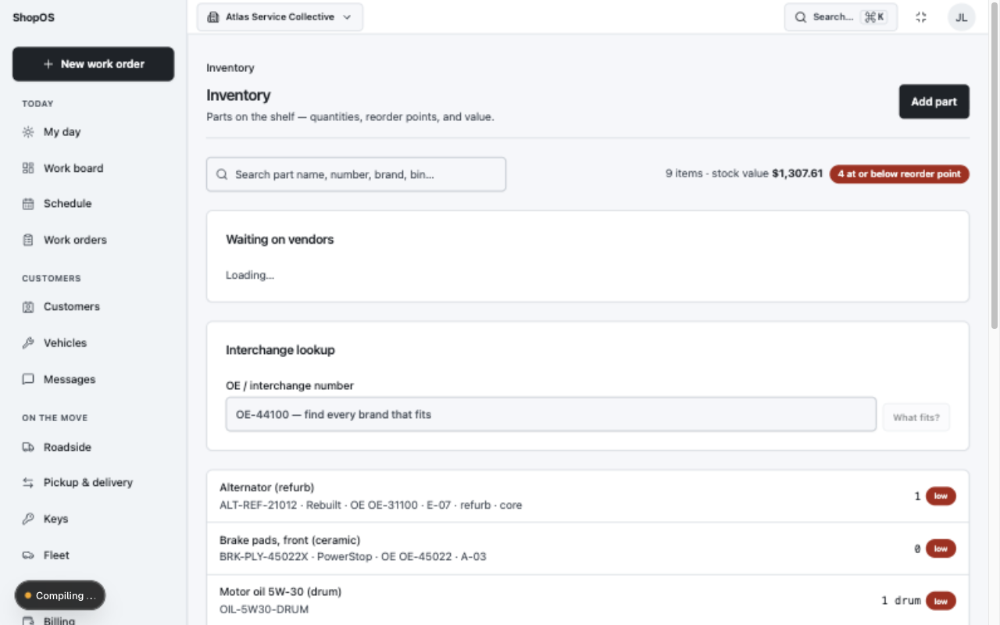 ShopOS
Atlas Service Collective
Search... ⌘K
JL
+ New work order
TODAY
My day
Work board
Schedule
Work orders
CUSTOMERS
Customers
Vehicles
Messages
ON THE MOVE
Roadside
Pickup & delivery
Keys
Fleet
Compiling ...
Billing
Inventory
Inventory
Parts on the shelf — quantities, reorder points, and value.
Add part
Search part name, number, brand, bin...
9 items · stock value $1,307.61 4 at or below reorder point
Waiting on vendors
Loading...
Interchange lookup
OE / interchange number
OE-44100 — find every brand that fits
What fits?
Alternator (refurb)
ALT-REF-21012 · Rebuilt · OE OE-31100 · E-07 · refurb · core
1 low
Brake pads, front (ceramic)
BRK-PLY-45022X · PowerStop · OE OE-45022 · A-03
0 low
Motor oil 5W-30 (drum)
OIL-5W30-DRUM
1 drum low